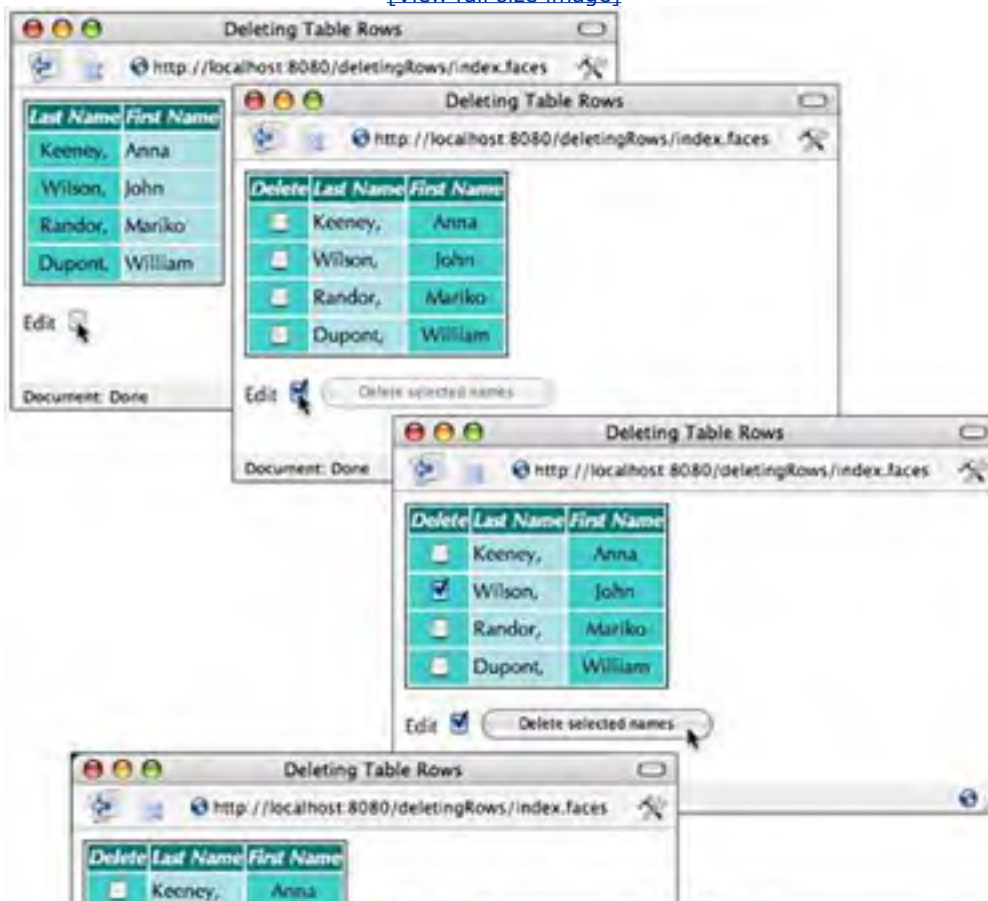 [View full size image]
Deleting Table Rows
http://localhost:8080/deletingRows/index.faces
Last Name First Name
Keeney, Anna
Wilson, John
Randor, Mariko
Dupont, William
Edit
Document: Done
Deleting Table Rows
http://localhost:8080/deletingRows/index.faces
Delete Last Name First Name
Keeney, Anna
Wilson, John
Randor, Mariko
Dupont, William
Edit Delete selected names
Document: Done
Deleting Table Rows
http://localhost:8080/deletingRows/index.faces
Delete Last Name First Name
Keeney, Anna
Wilson, John
Randor, Mariko
Dupont, William
Edit Delete selected names
Deleting Table Rows
http://localhost:8080/deletingRows/index.faces
Delete Last Name First Name
Keeney, Anna